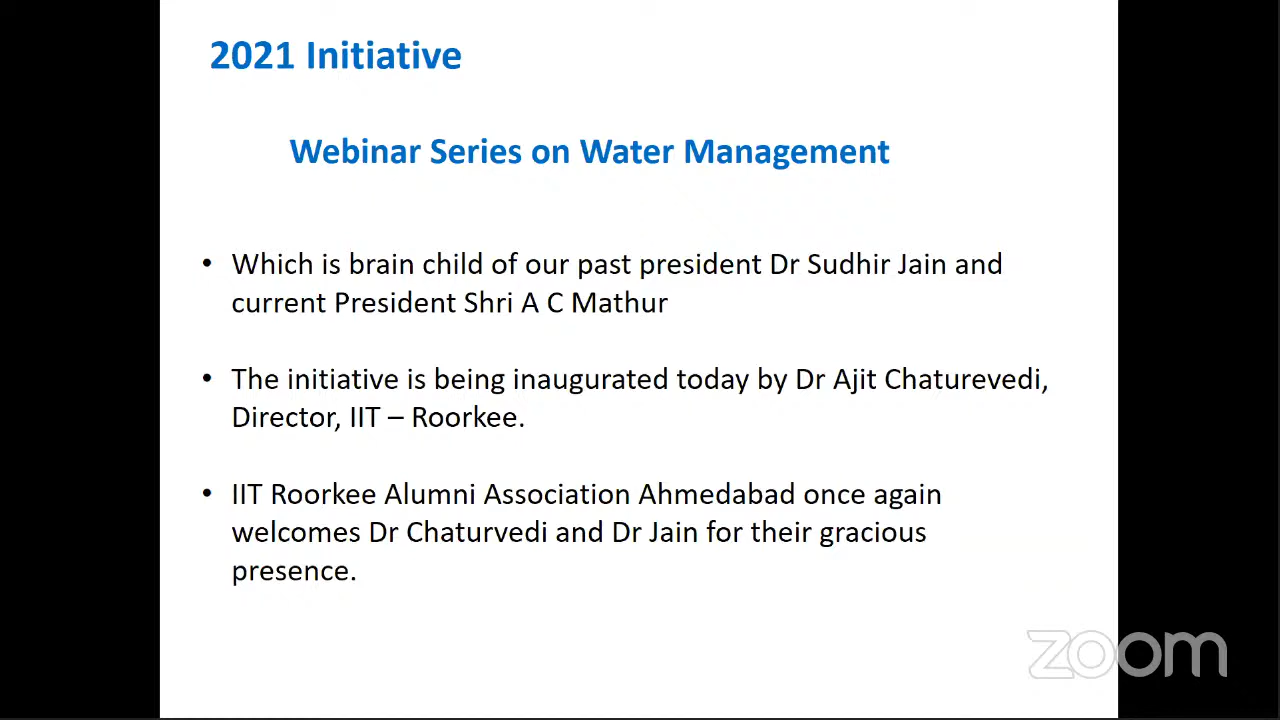 2021 Initiative
Webinar Series on Water Management
• Which is brain child of our past president Dr Sudhir Jain and
current President Shri A C Mathur
• The initiative is being inaugurated today by Dr Ajit Chaturevedi,
Director, IIT – Roorkee.
• IIT Roorkee Alumni Association Ahmedabad once again
welcomes Dr Chaturvedi and Dr Jain for their gracious
presence.
zoom